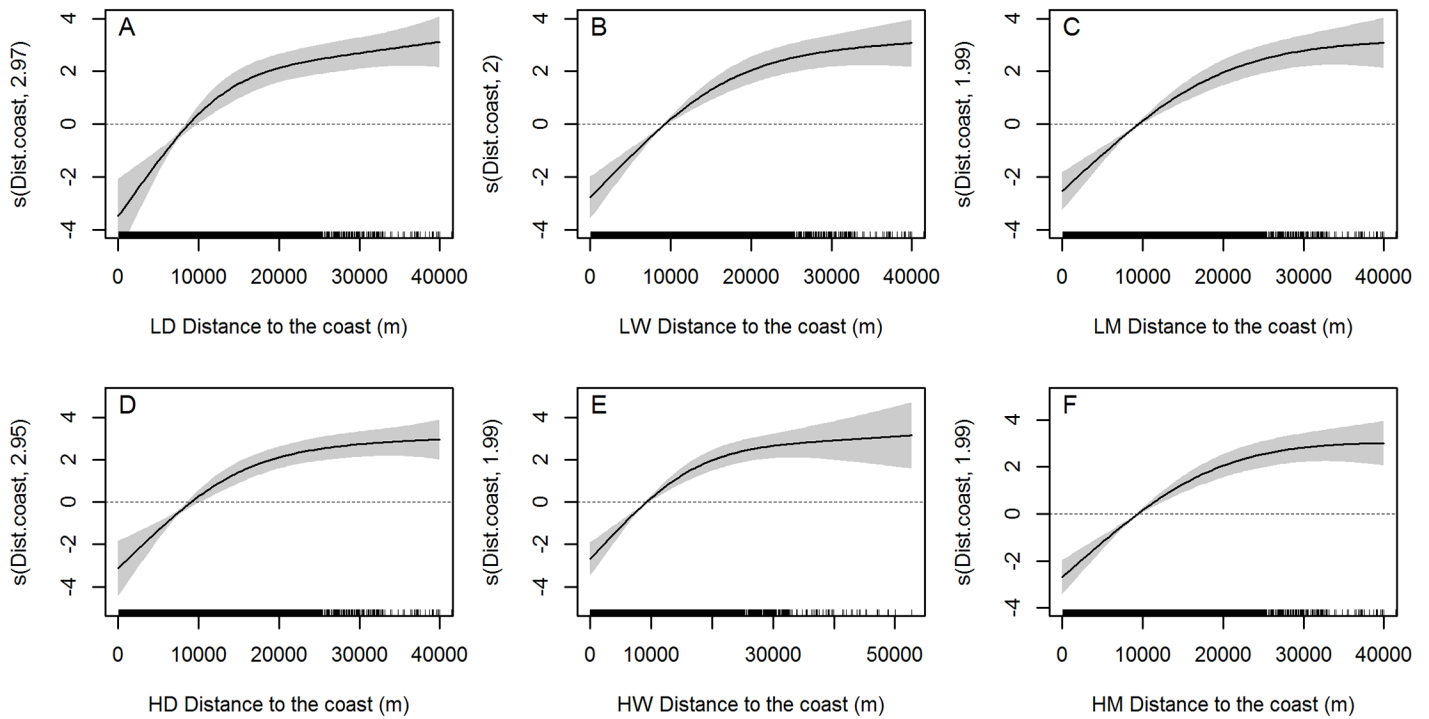 A
s(Dist.coast, 2.97)
4
2
0
-2
-4
0 10000 20000 30000 40000
LD Distance to the coast (m)
B
s(Dist.coast, 2)
4
2
0
-2
-4
0 10000 20000 30000 40000
LW Distance to the coast (m)
C
s(Dist.coast, 1.99)
4
2
0
-2
-4
0 10000 20000 30000 40000
LM Distance to the coast (m)
D
s(Dist.coast, 2.95)
4
2
0
-2
-4
0 10000 20000 30000 40000
HD Distance to the coast (m)
E
s(Dist.coast, 1.99)
4
2
0
-2
-4
0 10000 30000 50000
HW Distance to the coast (m)
F
s(Dist.coast, 1.99)
4
2
0
-2
-4
0 10000 20000 30000 40000
HM Distance to the coast (m)